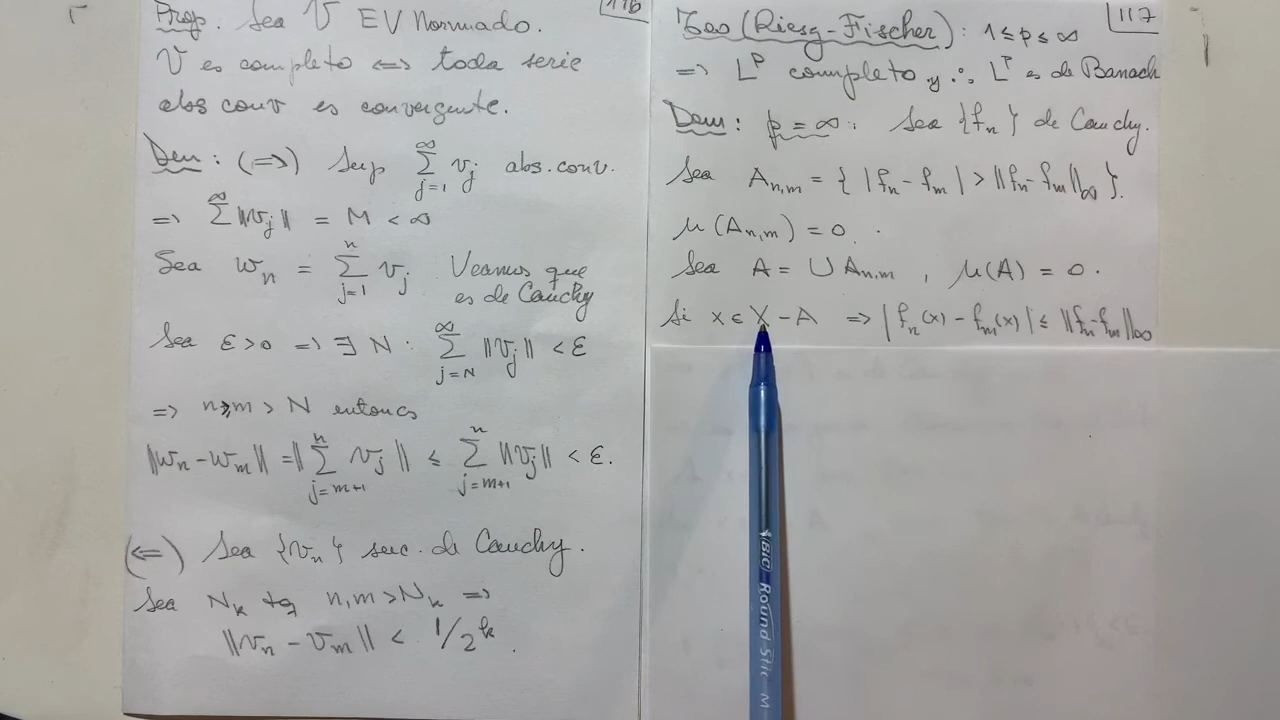 116
Prop. Sea V EV Normado.
V es completo ⟺ toda serie
abs conv es convergente.
Dem: (⟹) Sup ∑_{j=1}^{∞} v_j abs. conv.
⟹ ∑^{∞} ||v_j|| = M < ∞
Sea w_n = ∑_{j=1}^{n} v_j Veamos que
es de Cauchy
Sea ε>0 ⟹ ∃ N : ∑_{j=N}^{∞} ||v_j|| < ε
⟹ n>m > N entonces
||w_n - w_m|| = || ∑_{j=m+1}^{n} v_j || ≤ ∑_{j=m+1}^{n} ||v_j|| < ε.
(⟸) Sea {v_n} suc. de Cauchy.
Sea N_k tq n,m > N_k ⟹
||v_n - v_m|| < 1/2^k.
117
Teo (Riesz-Fischer): 1 ≤ p ≤ ∞
⟹ L^p completo y ∴ L^p es de Banach
Dem: p = ∞: Sea {f_n} de Cauchy.
Sea A_{n,m} = { |f_n - f_m| > ||f_n - f_m||_∞ }.
μ(A_{n,m}) = 0.
Sea A = ∪ A_{n,m}, μ(A) = 0.
Si x ∈ X - A ⟹ |f_n(x) - f_m(x)| ≤ ||f_n - f_m||_∞
BIC Round Stic M